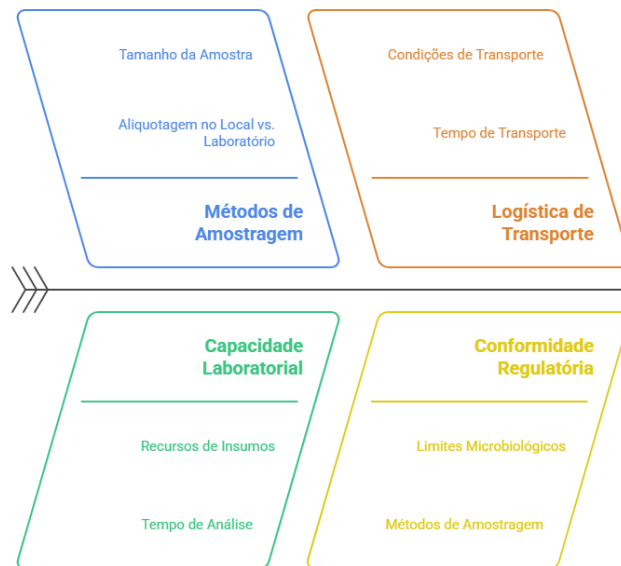 Tamanho da Amostra
Aliquotagem no Local vs.
Laboratório
Métodos de
Amostragem
Condições de Transporte
Tempo de Transporte
Logística de
Transporte
Capacidade
Laboratorial
Recursos de Insumos
Tempo de Análise
Conformidade
Regulatória
Limites Microbiológicos
Métodos de Amostragem